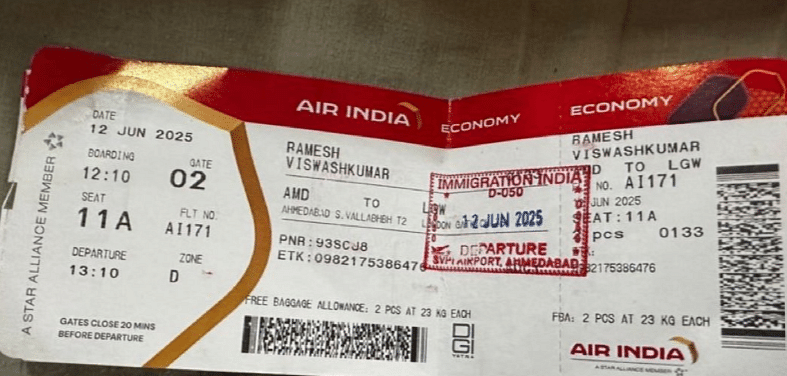 A STAR ALLIANCE MEMBER
DATE
12 JUN 2025
BOARDING
12:10
GATE
02
SEAT
11A
FLT NO.
AI171
DEPARTURE
13:10
ZONE
D
GATES CLOSE 20 MINS
BEFORE DEPARTURE
AIR INDIA
ECONOMY
RAMESH
VISWASHKUMAR
AMD TO LGW
AHMEDABAD S.VALLABHBH T2
PNR:93SCJ8
ETK:0982175386476
FREE BAGGAGE ALLOWANCE: 2 PCS AT 23 KG EACH
DIGI
YATRA
IMMIGRATION INDIA
D-050
12 JUN 2025
DEPARTURE
SVPI AIRPORT, AHMEDABAD
ECONOMY
RAMESH
VISWASHKUMAR
TO LGW
NO. AI171
JUN 2025
SEAT:11A
pcs 0133
82175386476
FBA: 2 PCS AT 23 KG EACH
AIR INDIA
A STAR ALLIANCE MEMBER